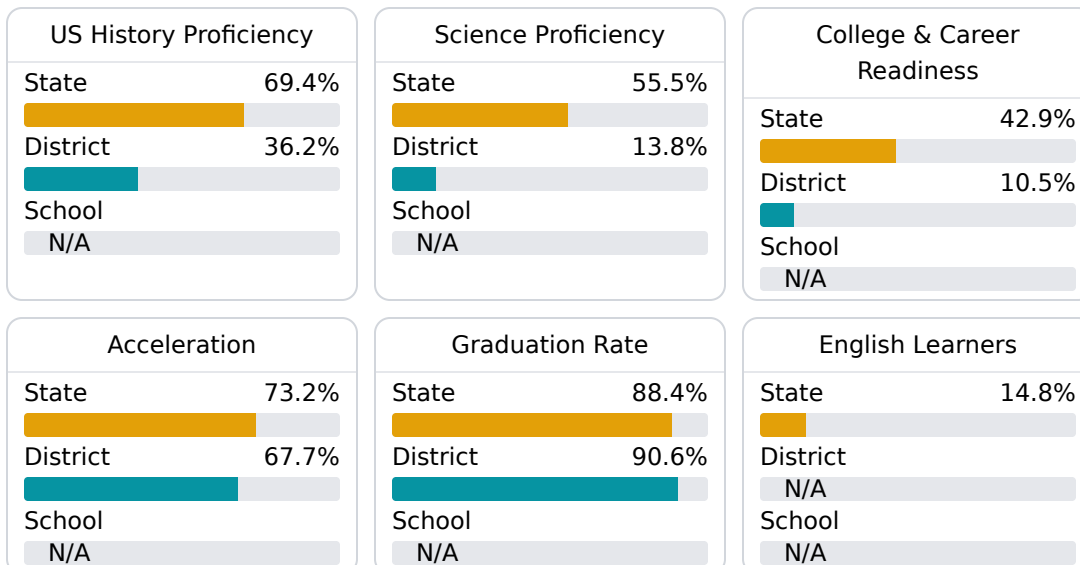 US History Proficiency
State 69.4%
District 36.2%
School
N/A
Science Proficiency
State 55.5%
District 13.8%
School
N/A
College & Career
Readiness
State 42.9%
District 10.5%
School
N/A
Acceleration
State 73.2%
District 67.7%
School
N/A
Graduation Rate
State 88.4%
District 90.6%
School
N/A
English Learners
State 14.8%
District
N/A
School
N/A